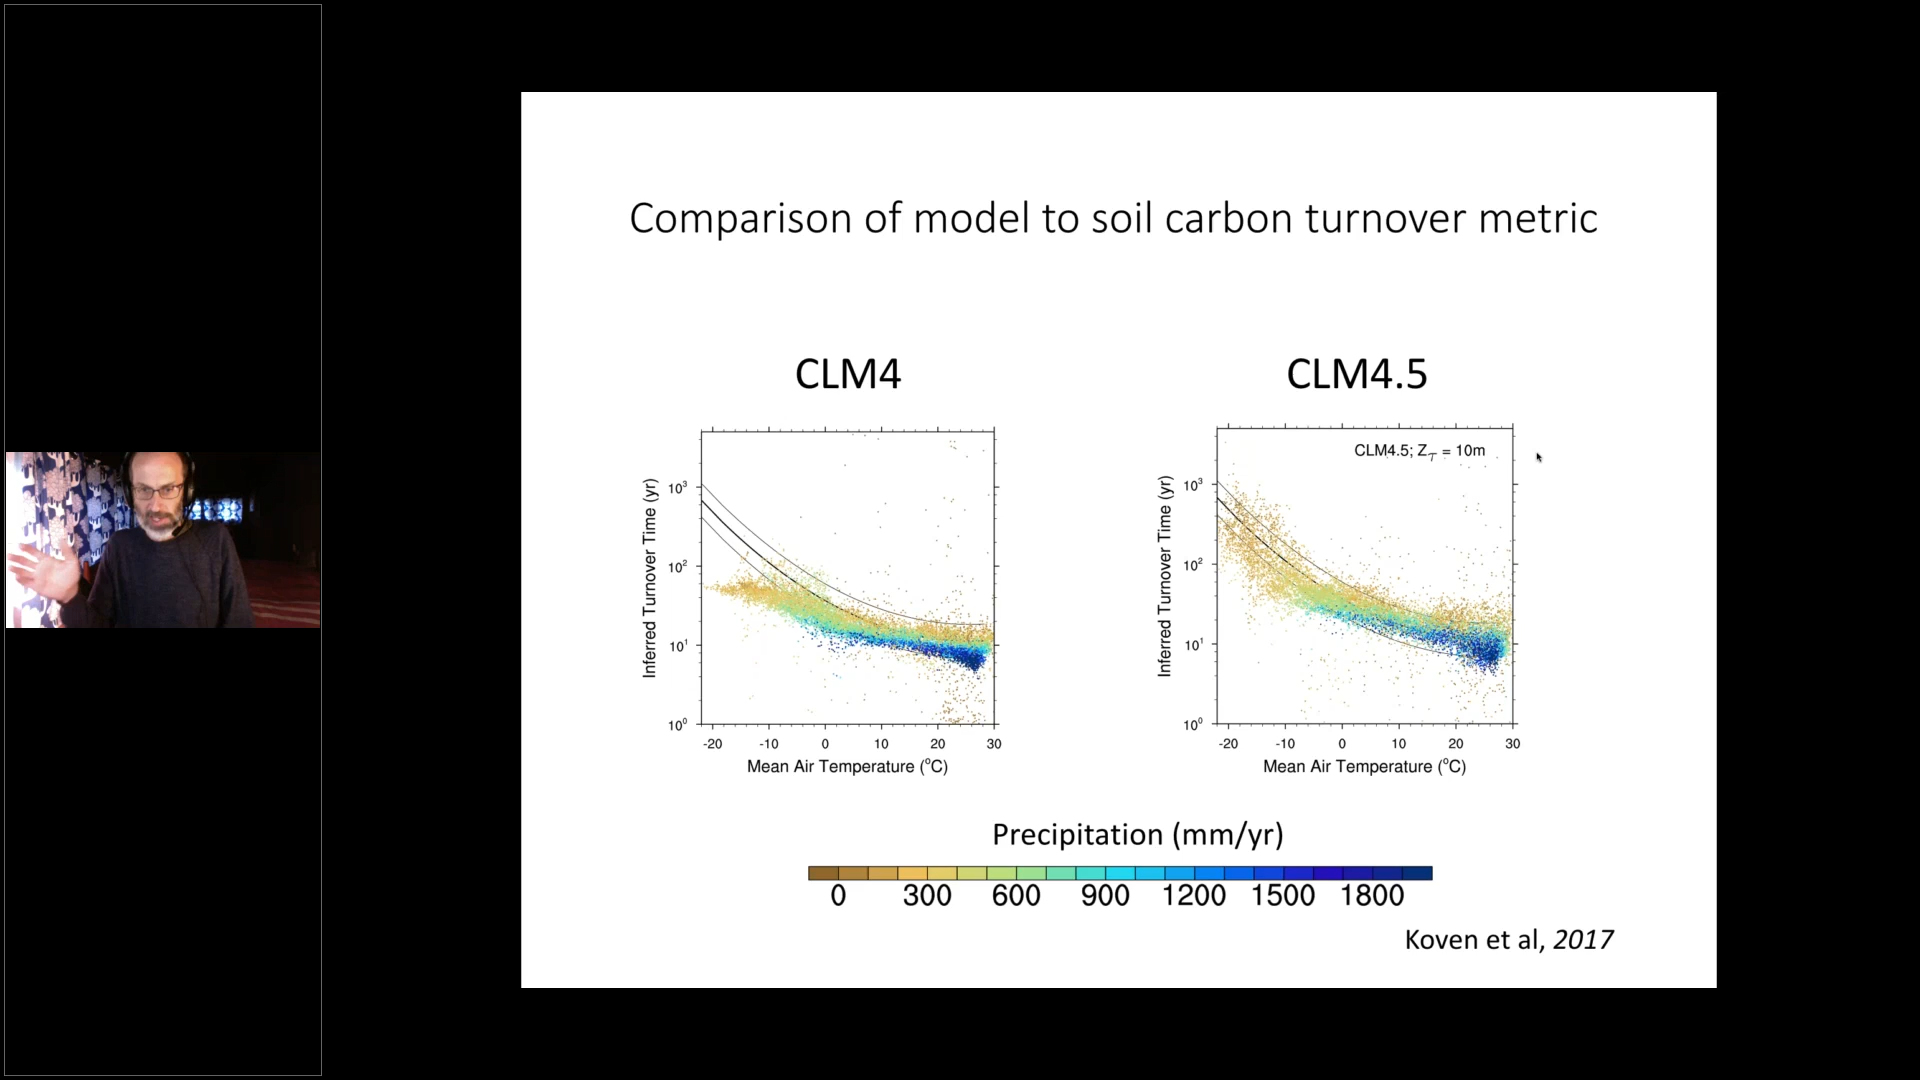 Comparison of model to soil carbon turnover metric
CLM4
CLM4.5
CLM4.5; Zτ = 10m
Inferred Turnover Time (yr)
10³
10²
10¹
10⁰
-20 -10 0 10 20 30
Mean Air Temperature (°C)
Inferred Turnover Time (yr)
10³
10²
10¹
10⁰
-20 -10 0 10 20 30
Mean Air Temperature (°C)
Precipitation (mm/yr)
0 300 600 900 1200 1500 1800
Koven et al, 2017